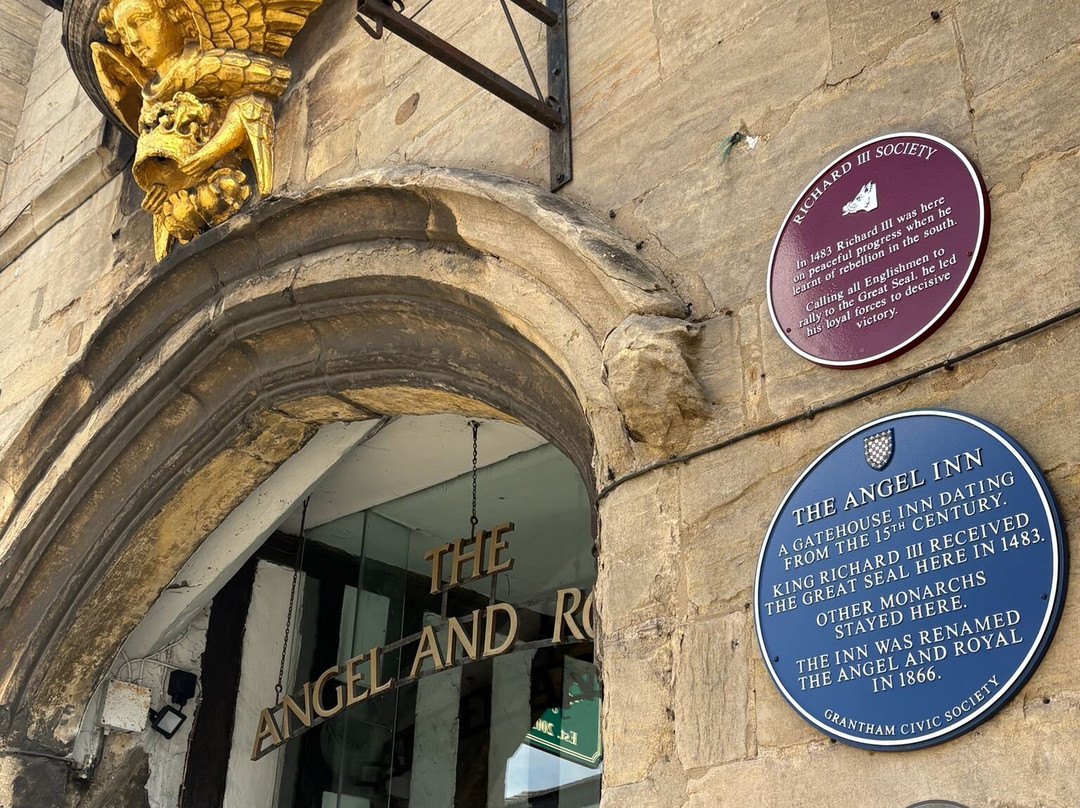 RICHARD III SOCIETY
In 1483 Richard III was here
on peaceful progress when he
learnt of rebellion in the south.
Calling all Englishmen to
rally to the Great Seal, he led
his loyal forces to decisive
victory.
THE ANGEL INN
A GATEHOUSE INN DATING
FROM THE 15TH CENTURY.
KING RICHARD III RECEIVED
THE GREAT SEAL HERE IN 1483.
OTHER MONARCHS
STAYED HERE.
THE INN WAS RENAMED
THE ANGEL AND ROYAL
IN 1866.
GRANTHAM CIVIC SOCIETY
THE
ANGEL AND RO
Est.